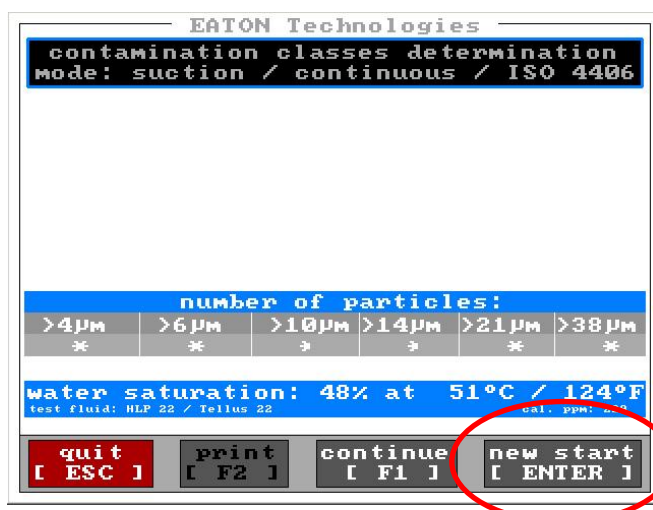 EATON Technologies
contamination classes determination
mode: suction / continuous / ISO 4406
number of particles:
>4µm >6µm >10µm >14µm >21µm >38µm
* * * * * *
water saturation: 48% at 51°C / 124°F
test fluid: HLP 22 / Tellus 22 cal. ppm:
quit print continue new start
[ ESC ] [ F2 ] [ F1 ] [ ENTER ]